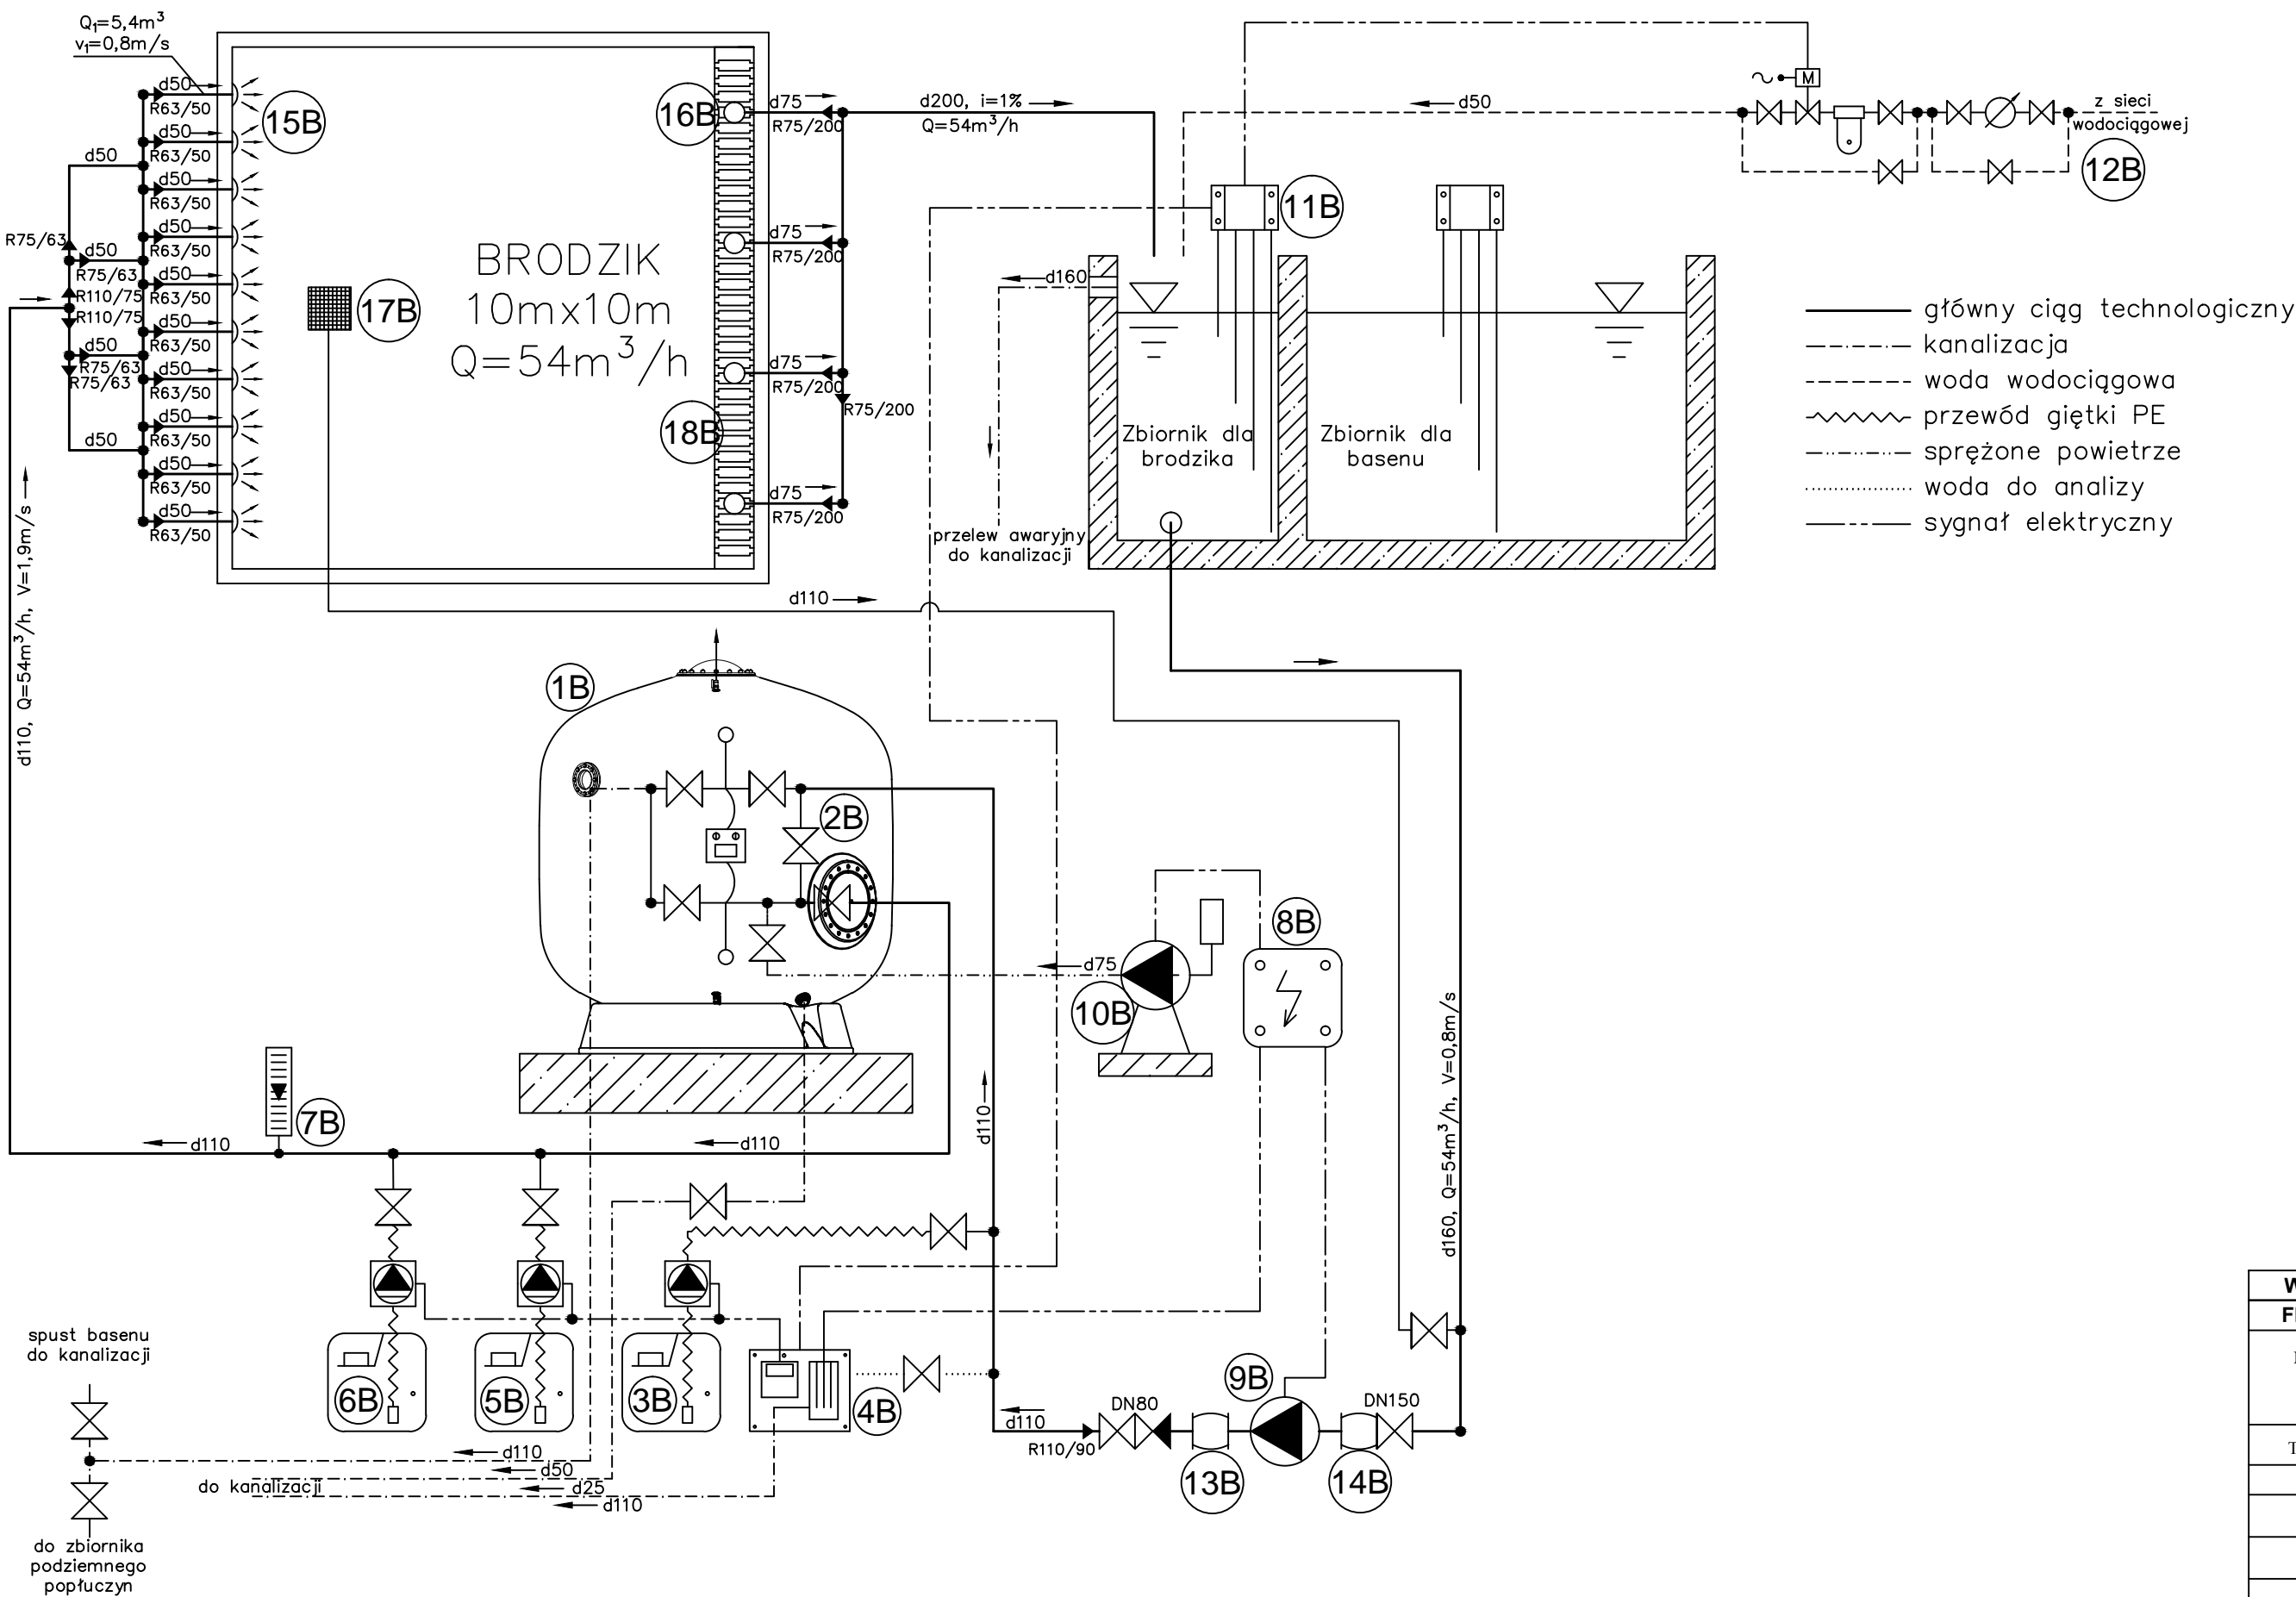 Q1=5,4m³
v1=0,8m/s
d50
R63/50
d50
R63/50
d50
R63/50
d50
R63/50
d50
R63/50
d50
R63/50
d50
R63/50
d50
R63/50
d50
R63/50
d50
R63/50
d50
R75/63
d50
R75/63
R110/75
R110/75
d50
R75/63
R75/63
d50
15B
16B
17B
18B
BRODZIK
10mx10m
Q=54m³/h
d75
R75/200
d75
R75/200
d75
R75/200
R75/200
d75
R75/200
d200, i=1%
Q=54m³/h
d50
M
z sieci
wodociągowej
12B
11B
d160
Zbiornik dla
brodzika
Zbiornik dla
basenu
przelew awaryjny
do kanalizacji
główny ciąg technologiczny
kanalizacja
woda wodociągowa
przewód giętki PE
sprężone powietrze
woda do analizy
sygnał elektryczny
d110, Q=54m³/h, V=1,9m/s
d110
1B
2B
8B
d75
10B
d110
d160, Q=54m³/h, V=0,8m/s
7B
d110
d110
6B
5B
3B
4B
9B
DN80
DN150
d110
R110/90
13B
14B
spust basenu
do kanalizacji
d110
d50
do kanalizacji
d25
d110
do zbiornika
podziemnego
popłuczyn